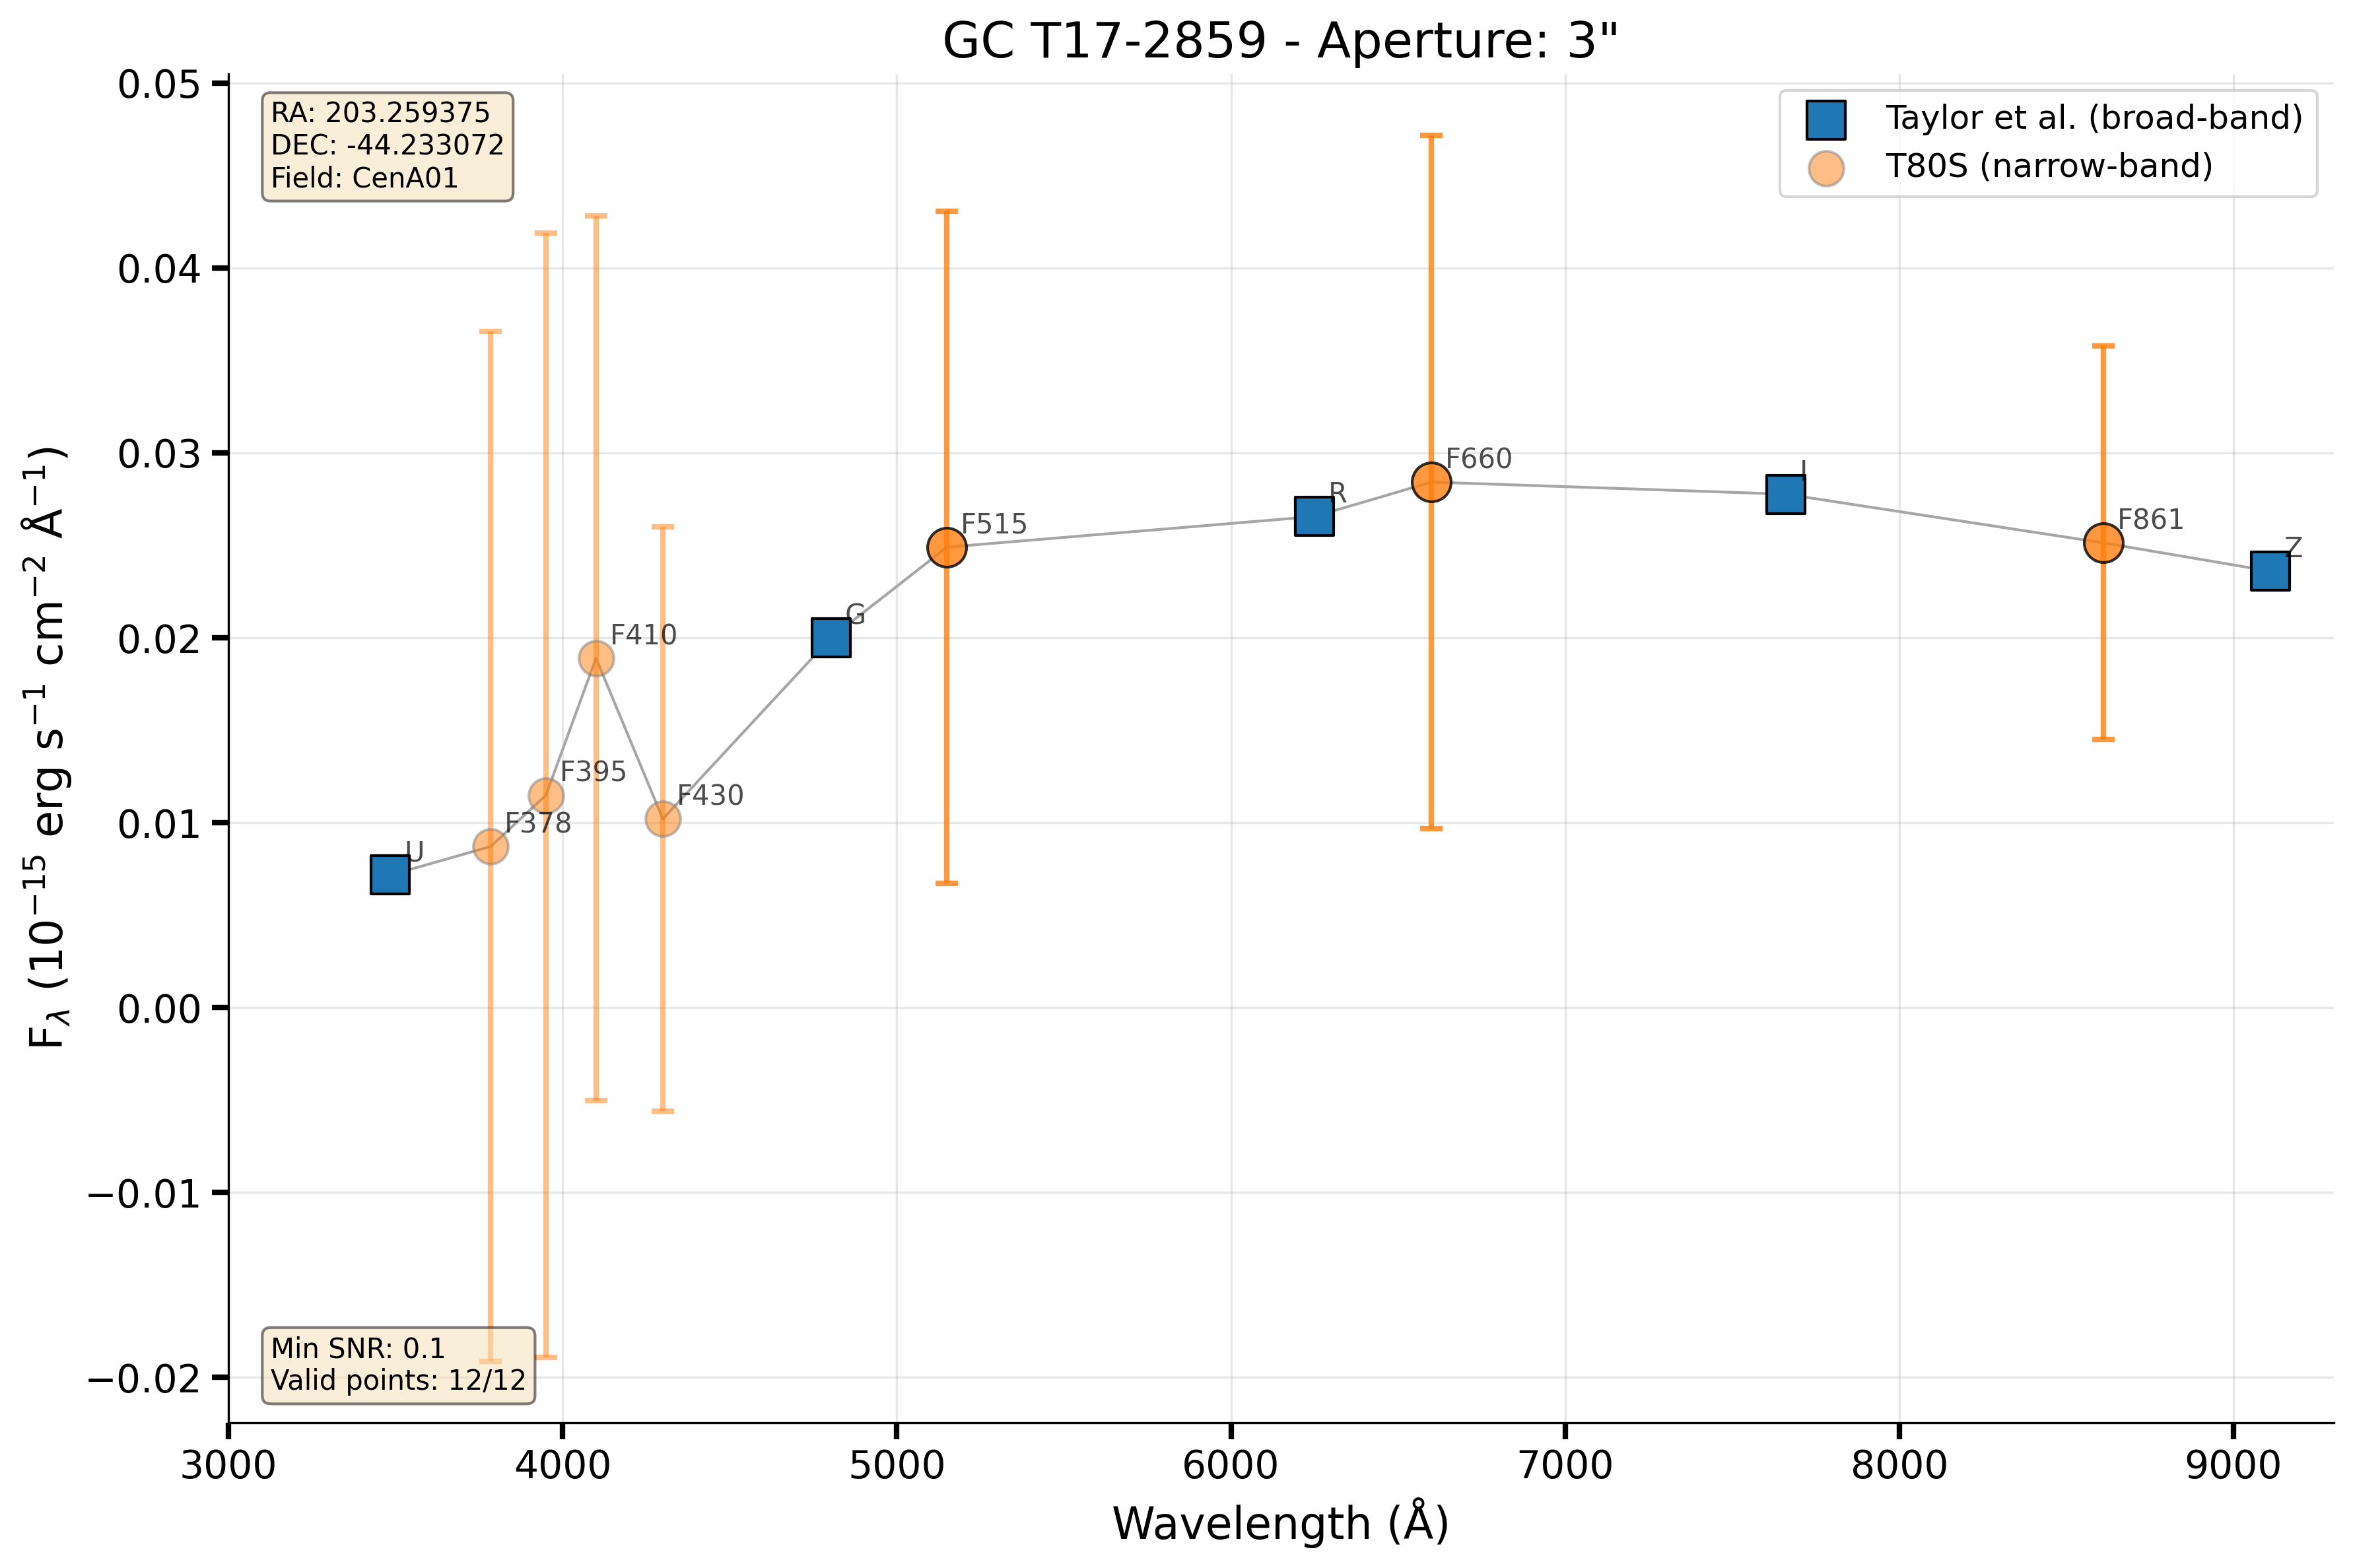 GC T17-2859 - Aperture: 3"
RA: 203.259375
DEC: -44.233072
Field: CenA01
Taylor et al. (broad-band)
T80S (narrow-band)
0.05
0.04
0.03
0.02
0.01
0.00
−0.01
−0.02
F_λ (10⁻¹⁵ erg s⁻¹ cm⁻² Å⁻¹)
U
F378
F395
F410
F430
G
F515
R
F660
I
F861
Z
Min SNR: 0.1
Valid points: 12/12
3000
4000
5000
6000
7000
8000
9000
Wavelength (Å)